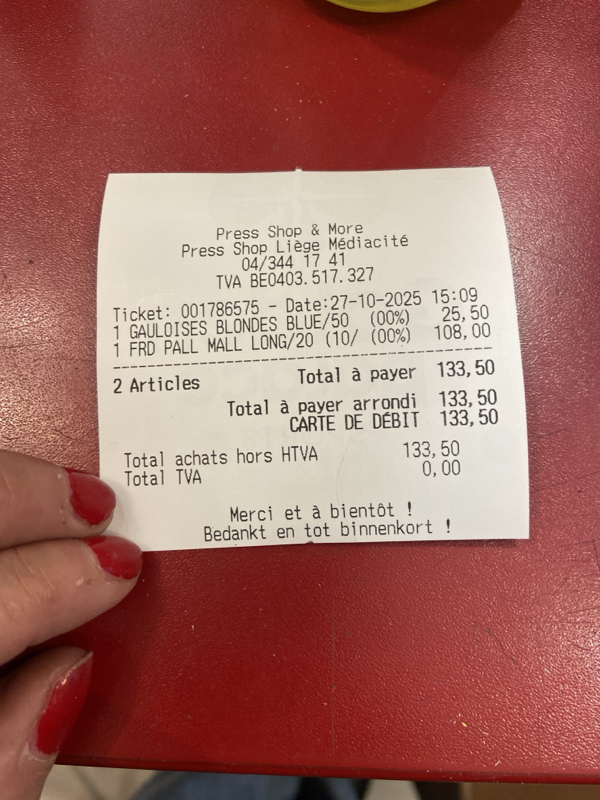 Press Shop & More
Press Shop Liège Médiacité
04/344 17 41
TVA BE0403.517.327
Ticket: 001786575 - Date:27-10-2025 15:09
1 GAULOISES BLONDES BLUE/50 (00%) 25,50
1 FRD PALL MALL LONG/20 (10/ (00%) 108,00
2 Articles Total à payer 133,50
Total à payer arrondi 133,50
CARTE DE DÉBIT 133,50
Total achats hors HTVA 133,50
Total TVA 0,00
Merci et à bientôt !
Bedankt en tot binnenkort !